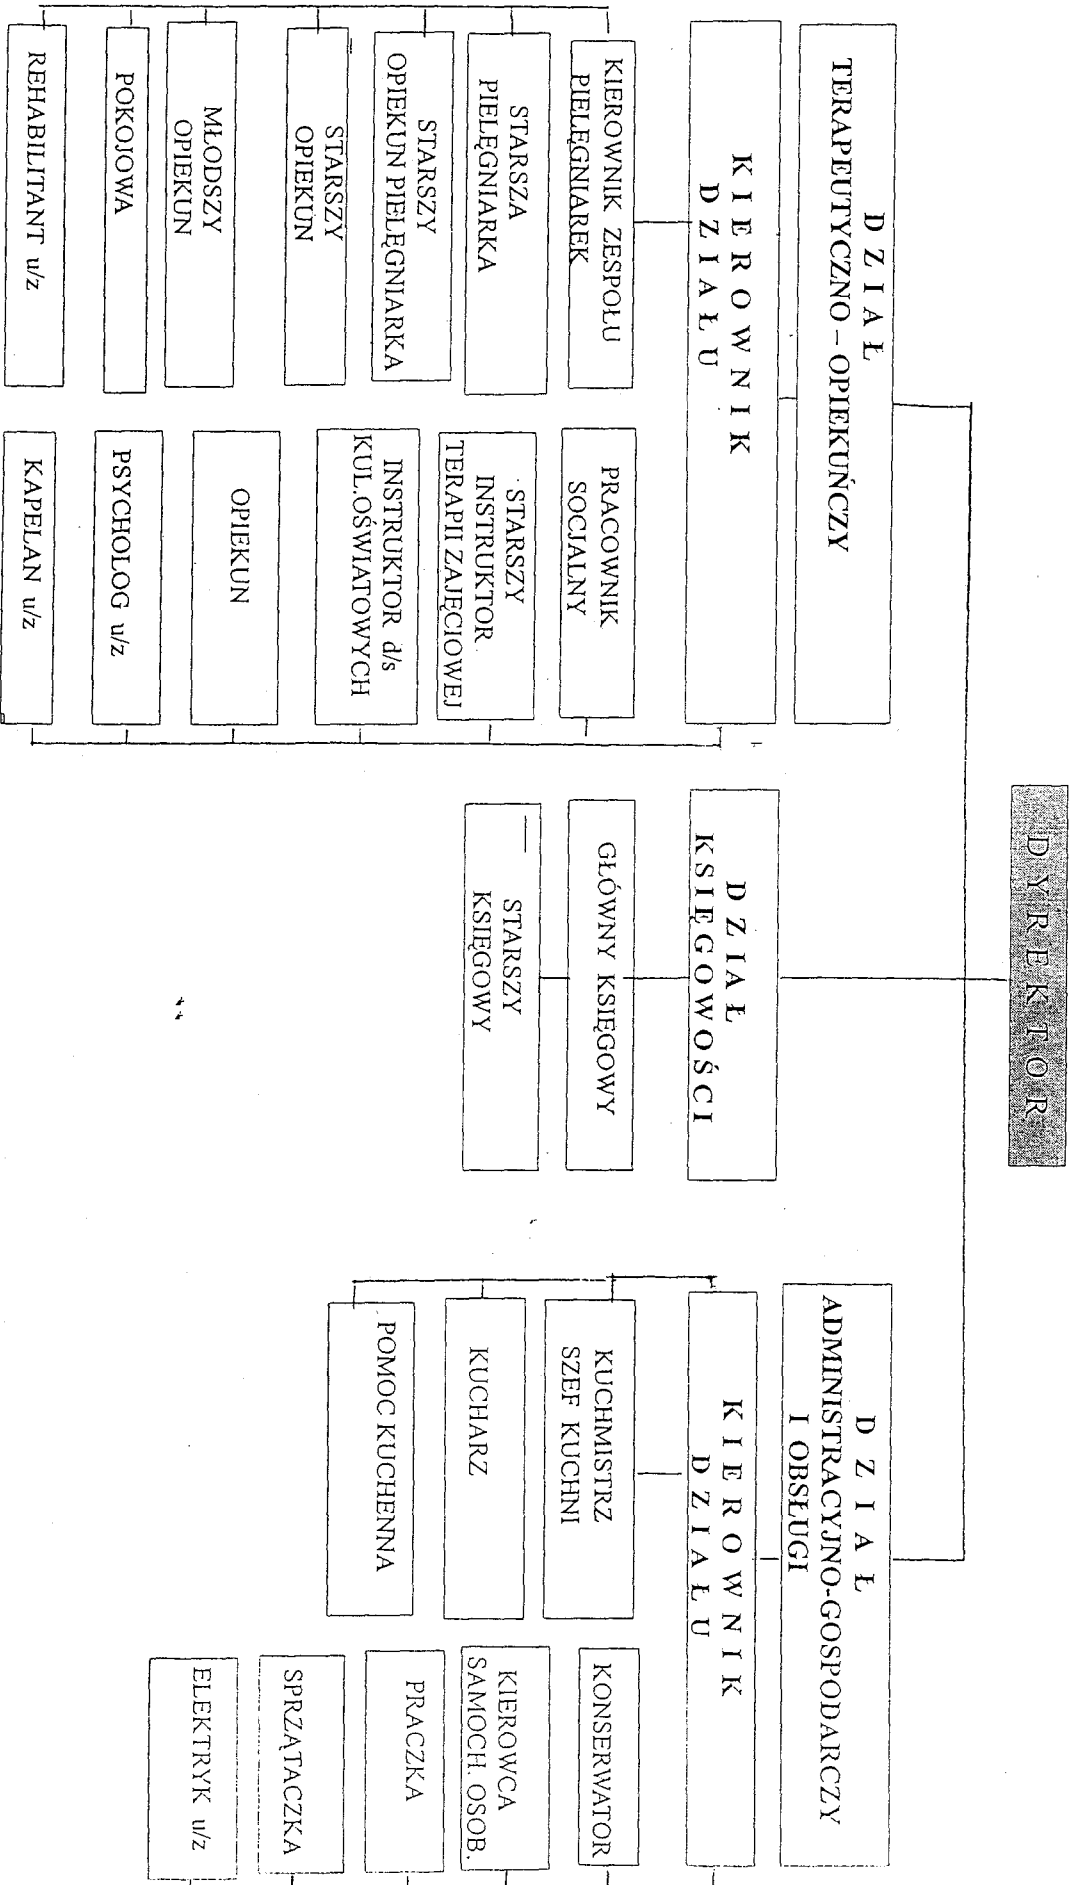 DYREKTOR
DZIAŁ
TERAPEUTYCZNO – OPIEKUŃCZY
KIEROWNIK
DZIAŁU
KIEROWNIK ZESPOŁU
PIELĘGNIAREK
STARSZA
PIELĘGNIARKA
STARSZY
OPIEKUN PIELĘGNIARKA
STARSZY
OPIEKUN
MŁODSZY
OPIEKUN
POKOJOWA
REHABILITANT u/z
PRACOWNIK
SOCJALNY
STARSZY
INSTRUKTOR
TERAPII ZAJĘCIOWEJ
INSTRUKTOR d/s
KUL.OŚWIATOWYCH
OPIEKUN
PSYCHOLOG u/z
KAPELAN u/z
DZIAŁ
KSIĘGOWOŚCI
GŁÓWNY KSIĘGOWY
STARSZY
KSIĘGOWY
DZIAŁ
ADMINISTRACYJNO-GOSPODARCZY
I OBSŁUGI
KIEROWNIK
DZIAŁU
KUCHMISTRZ
SZEF KUCHNI
KUCHARZ
POMOC KUCHENNA
KONSERWATOR
KIEROWCA
SAMOCH. OSOB.
PRACZKA
SPRZĄTACZKA
ELEKTRYK u/z